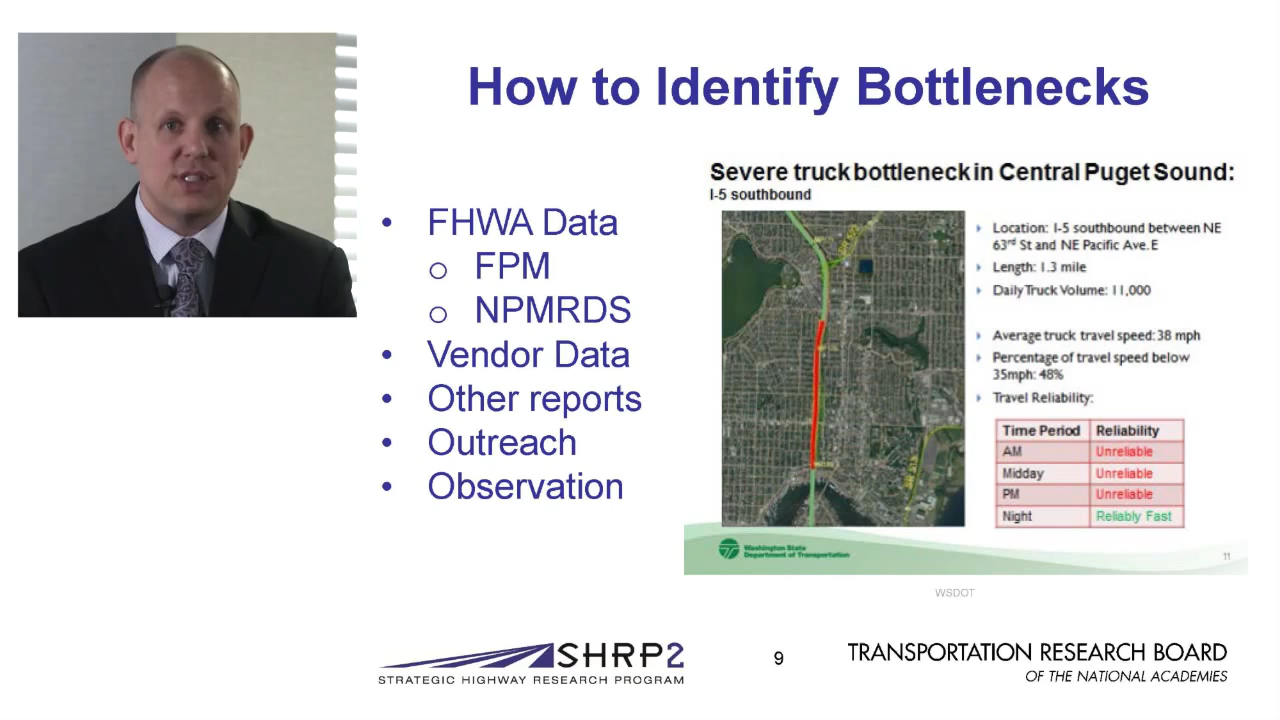 How to Identify Bottlenecks
• FHWA Data
o FPM
o NPMRDS
• Vendor Data
• Other reports
• Outreach
• Observation
Severe truck bottleneck in Central Puget Sound:
I-5 southbound
Location: I-5 southbound between NE
63rd St and NE Pacific Ave. E
Length: 1.3 mile
Daily Truck Volume: 11,000
Average truck travel speed: 38 mph
Percentage of travel speed below
35mph: 48%
Travel Reliability:
Time Period Reliability
AM Unreliable
Midday Unreliable
PM Unreliable
Night Reliably Fast
Washington State
Department of Transportation
11
WSDOT
SHRP2
STRATEGIC HIGHWAY RESEARCH PROGRAM
9
TRANSPORTATION RESEARCH BOARD
OF THE NATIONAL ACADEMIES